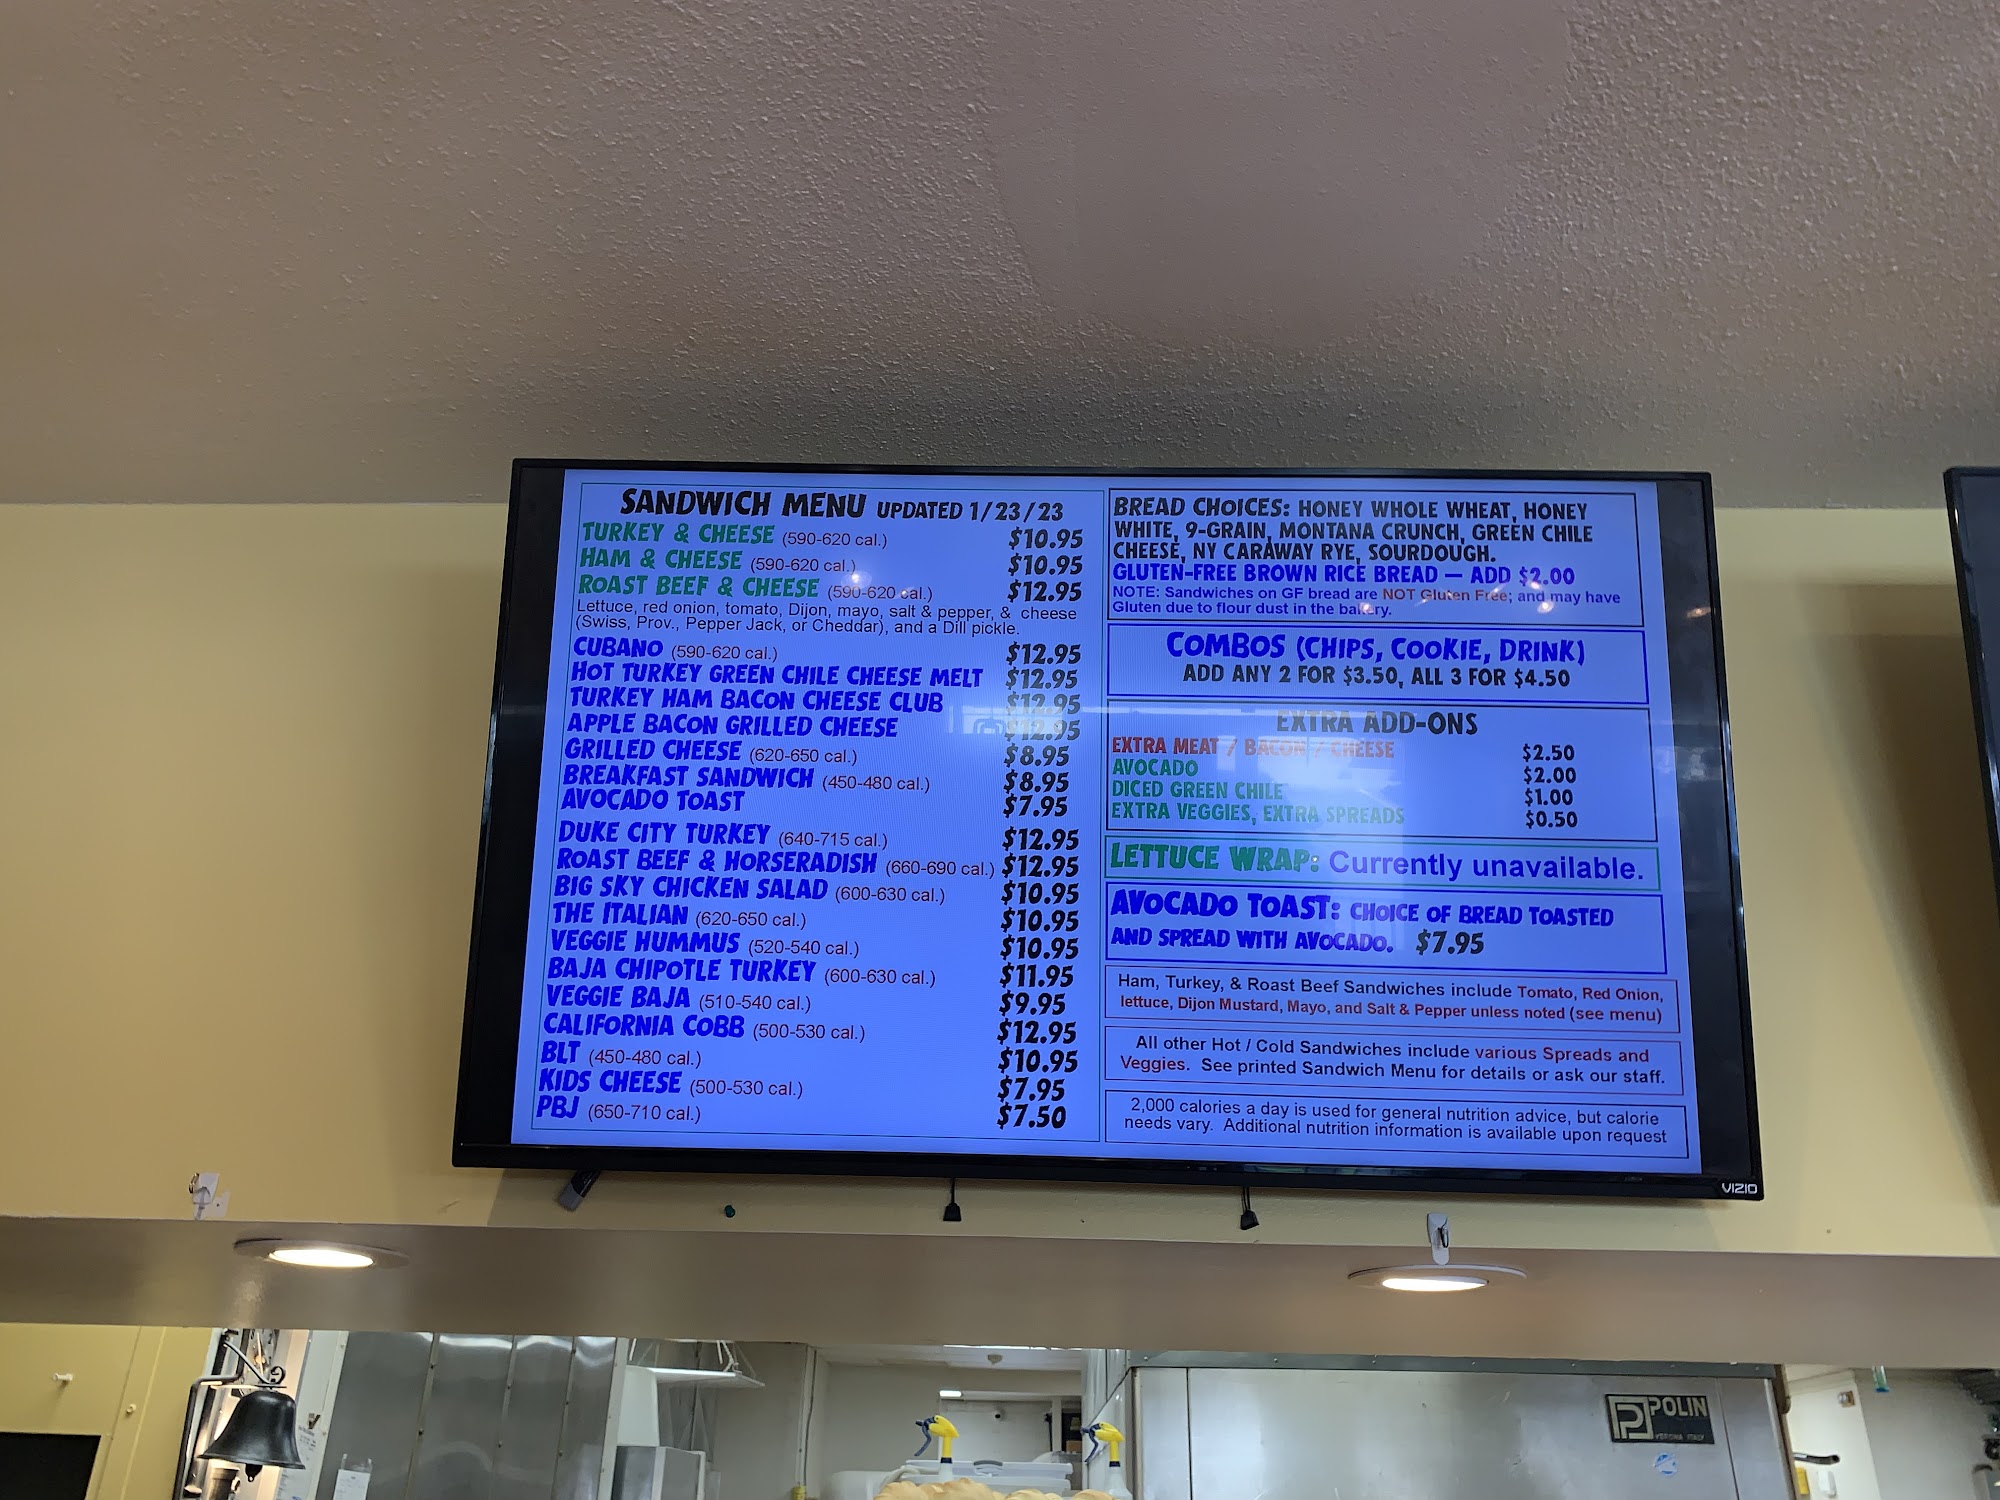 SANDWICH MENU UPDATED 1/23/23
TURKEY & CHEESE (590-620 cal.) $10.95
HAM & CHEESE (590-620 cal.) $10.95
ROAST BEEF & CHEESE (590-620 cal.) $12.95
Lettuce, red onion, tomato, Dijon, mayo, salt & pepper, & cheese
(Swiss, Prov., Pepper Jack, or Cheddar), and a Dill pickle.
CUBANO (590-620 cal.) $12.95
HOT TURKEY GREEN CHILE CHEESE MELT $12.95
TURKEY HAM BACON CHEESE CLUB $12.95
APPLE BACON GRILLED CHEESE $12.95
GRILLED CHEESE (620-650 cal.) $8.95
BREAKFAST SANDWICH (450-480 cal.) $8.95
AVOCADO TOAST $7.95
DUKE CITY TURKEY (640-715 cal.) $12.95
ROAST BEEF & HORSERADISH (660-690 cal.) $12.95
BIG SKY CHICKEN SALAD (600-630 cal.) $10.95
THE ITALIAN (620-650 cal.) $10.95
VEGGIE HUMMUS (520-540 cal.) $10.95
BAJA CHIPOTLE TURKEY (600-630 cal.) $11.95
VEGGIE BAJA (510-540 cal.) $9.95
CALIFORNIA COBB (500-530 cal.) $12.95
BLT (450-480 cal.) $10.95
KIDS CHEESE (500-530 cal.) $7.95
PBJ (650-710 cal.) $7.50
BREAD CHOICES: HONEY WHOLE WHEAT, HONEY
WHITE, 9-GRAIN, MONTANA CRUNCH, GREEN CHILE
CHEESE, NY CARAWAY RYE, SOURDOUGH.
GLUTEN-FREE BROWN RICE BREAD — ADD $2.00
NOTE: Sandwiches on GF bread are NOT Gluten Free; and may have
Gluten due to flour dust in the bakery.
COMBOS (CHIPS, COOKIE, DRINK)
ADD ANY 2 FOR $3.50, ALL 3 FOR $4.50
EXTRA ADD-ONS
EXTRA MEAT / BACON / CHEESE $2.50
AVOCADO $2.00
DICED GREEN CHILE $1.00
EXTRA VEGGIES, EXTRA SPREADS $0.50
LETTUCE WRAP: Currently unavailable.
AVOCADO TOAST: CHOICE OF BREAD TOASTED
AND SPREAD WITH AVOCADO. $7.95
Ham, Turkey, & Roast Beef Sandwiches include Tomato, Red Onion,
lettuce, Dijon Mustard, Mayo, and Salt & Pepper unless noted (see menu)
All other Hot / Cold Sandwiches include various Spreads and
Veggies. See printed Sandwich Menu for details or ask our staff.
2,000 calories a day is used for general nutrition advice, but calorie
needs vary. Additional nutrition information is available upon request
VIZIO
POLIN
VERONA ITALY